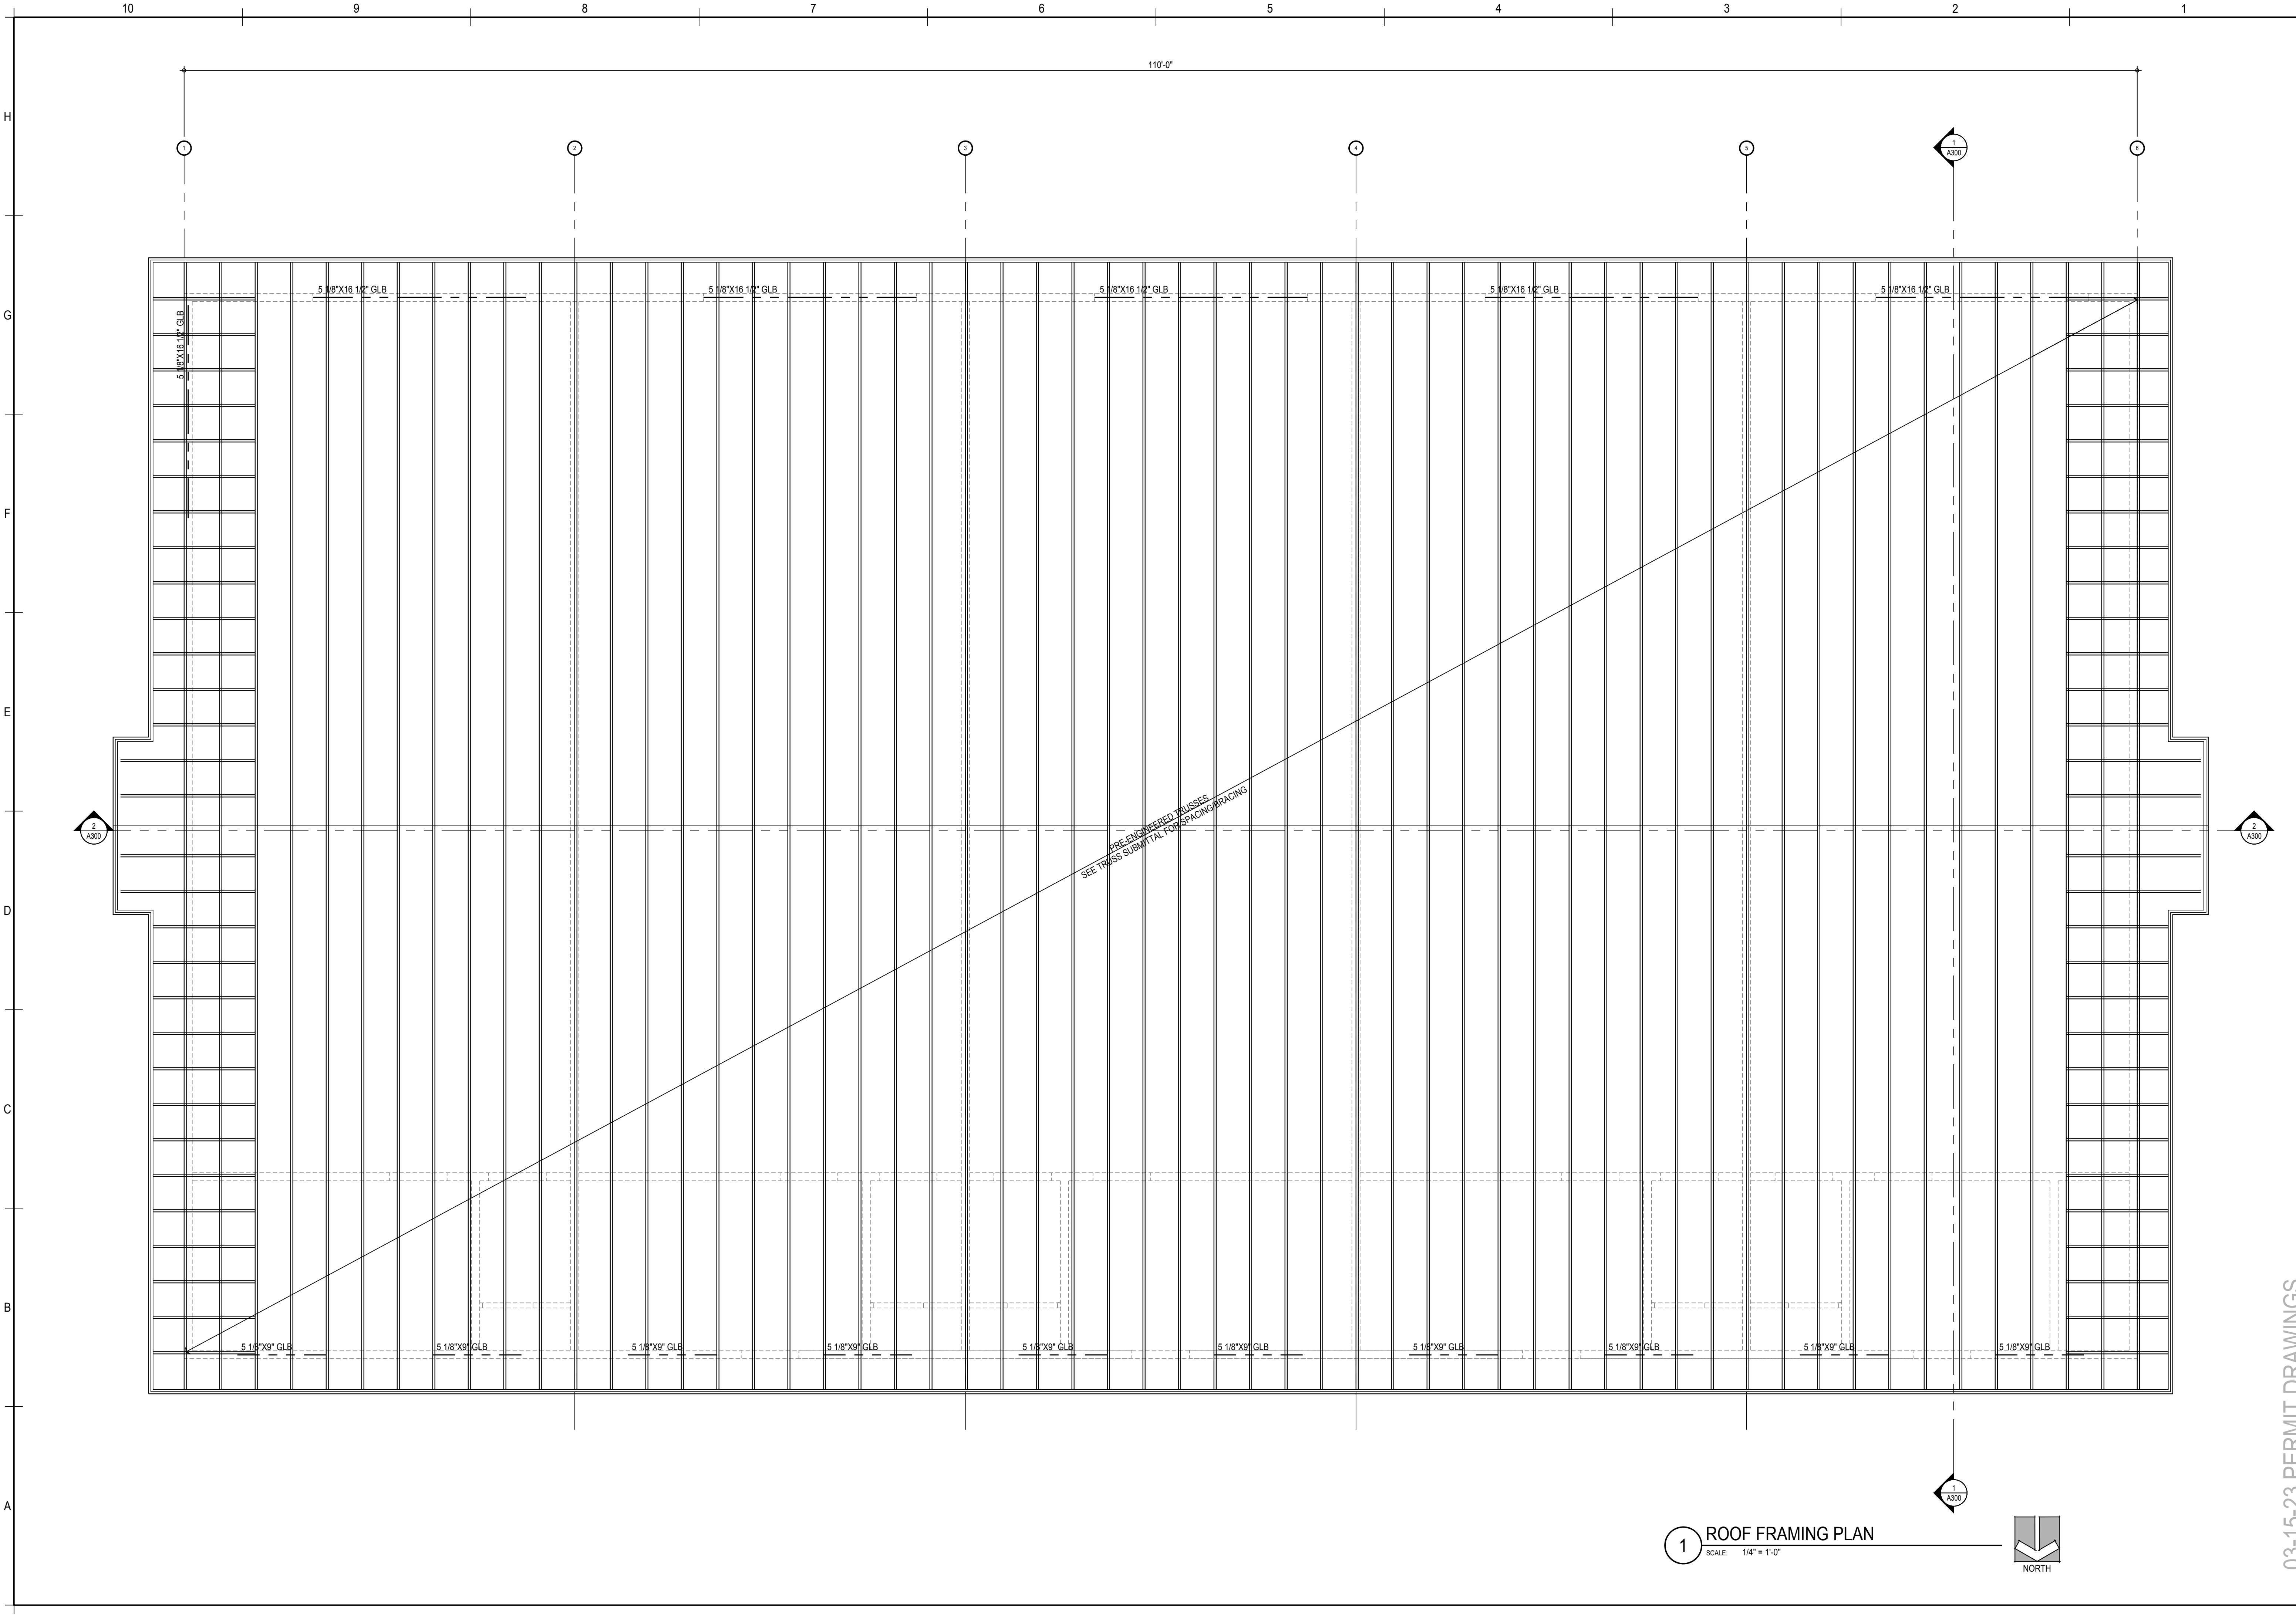 10 9 8 7 6 5 4 3 2 1
110'-0"
H
1 2 3 4 5 1 6
A300
5 1/8"X16 1/2" GLB 5 1/8"X16 1/2" GLB 5 1/8"X16 1/2" GLB 5 1/8"X16 1/2" GLB 5 1/8"X16 1/2" GLB
G
5 1/8"X16 1/2" GLB
F
E
PRE-ENGINEERED TRUSSES
SEE TRUSS SUBMITTAL FOR SPACING/BRACING
2 2
A300 A300
D
C
B
5 1/8"X9" GLB 5 1/8"X9" GLB 5 1/8"X9" GLB 5 1/8"X9" GLB 5 1/8"X9" GLB 5 1/8"X9" GLB 5 1/8"X9" GLB 5 1/8"X9" GLB 5 1/8"X9" GLB 5 1/8"X9" GLB
A
1
A300
1 ROOF FRAMING PLAN
SCALE: 1/4" = 1'-0"
NORTH
03-15-23 PERMIT DRAWINGS